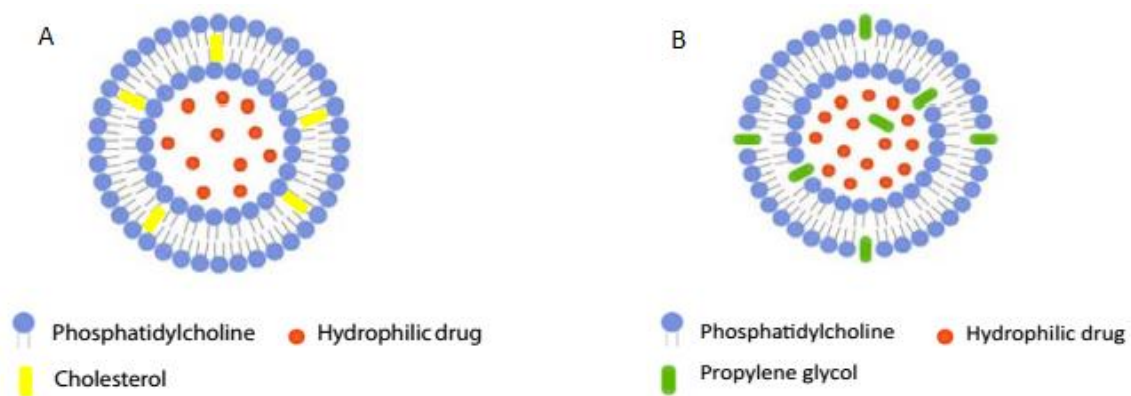 A
B
Phosphatidylcholine Hydrophilic drug
Cholesterol
Phosphatidylcholine Hydrophilic drug
Propylene glycol